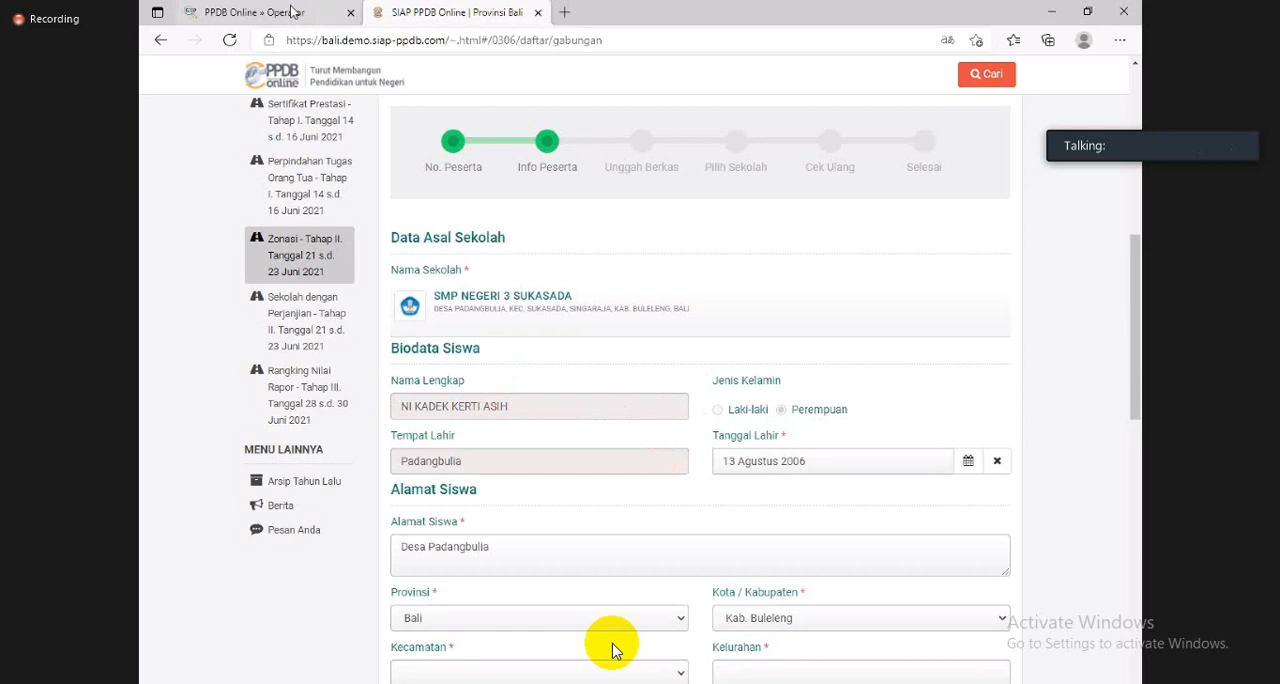 Recording
PPDB Online » Operator
SIAP PPDB Online | Provinsi Bali
https://bali.demo.siap-ppdb.com/~.html#/0306/daftar/gabungan
PPDB online
Turut Membangun
Pendidikan untuk Negeri
Cari
Talking:
Sertifikat Prestasi -
Tahap I. Tanggal 14
s.d. 16 Juni 2021
Perpindahan Tugas
Orang Tua - Tahap
I. Tanggal 14 s.d.
16 Juni 2021
Zonasi - Tahap II.
Tanggal 21 s.d.
23 Juni 2021
Sekolah dengan
Perjanjian - Tahap
II. Tanggal 21 s.d.
23 Juni 2021
Rangking Nilai
Rapor - Tahap III.
Tanggal 28 s.d. 30
Juni 2021
MENU LAINNYA
Arsip Tahun Lalu
Berita
Pesan Anda
No. Peserta
Info Peserta
Unggah Berkas
Pilih Sekolah
Cek Ulang
Selesai
Data Asal Sekolah
Nama Sekolah *
SMP NEGERI 3 SUKASADA
DESA PADANGBULIA, KEC. SUKASADA, SINGARAJA, KAB. BULELENG, BALI
Biodata Siswa
Nama Lengkap
Jenis Kelamin
NI KADEK KERTI ASIH
Laki-laki
Perempuan
Tempat Lahir
Tanggal Lahir *
Padangbulia
13 Agustus 2006
Alamat Siswa
Alamat Siswa *
Desa Padangbulia
Provinsi *
Kota / Kabupaten *
Bali
Kab. Buleleng
Kecamatan *
Kelurahan *
Activate Windows
Go to Settings to activate Windows.